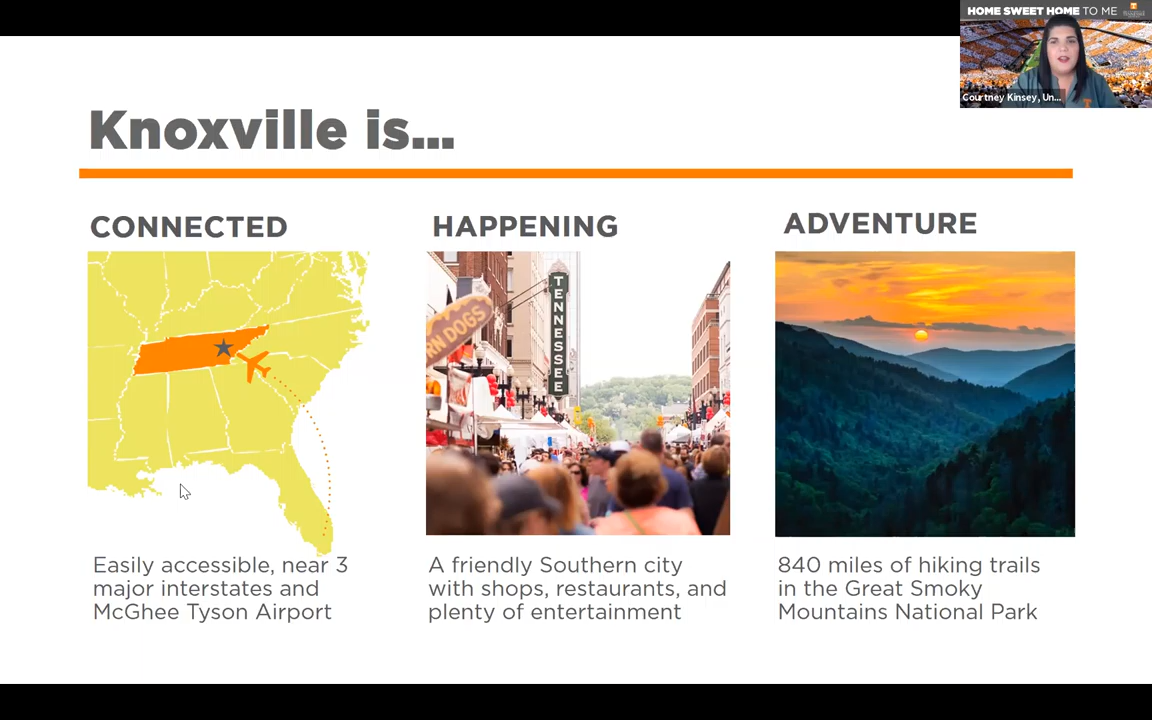 HOME SWEET HOME TO ME
Courtney Kinsey, Un...
Knoxville is...
CONNECTED
HAPPENING
ADVENTURE
TENNESSEE
RN DOGS
Easily accessible, near 3
major interstates and
McGhee Tyson Airport
A friendly Southern city
with shops, restaurants, and
plenty of entertainment
840 miles of hiking trails
in the Great Smoky
Mountains National Park